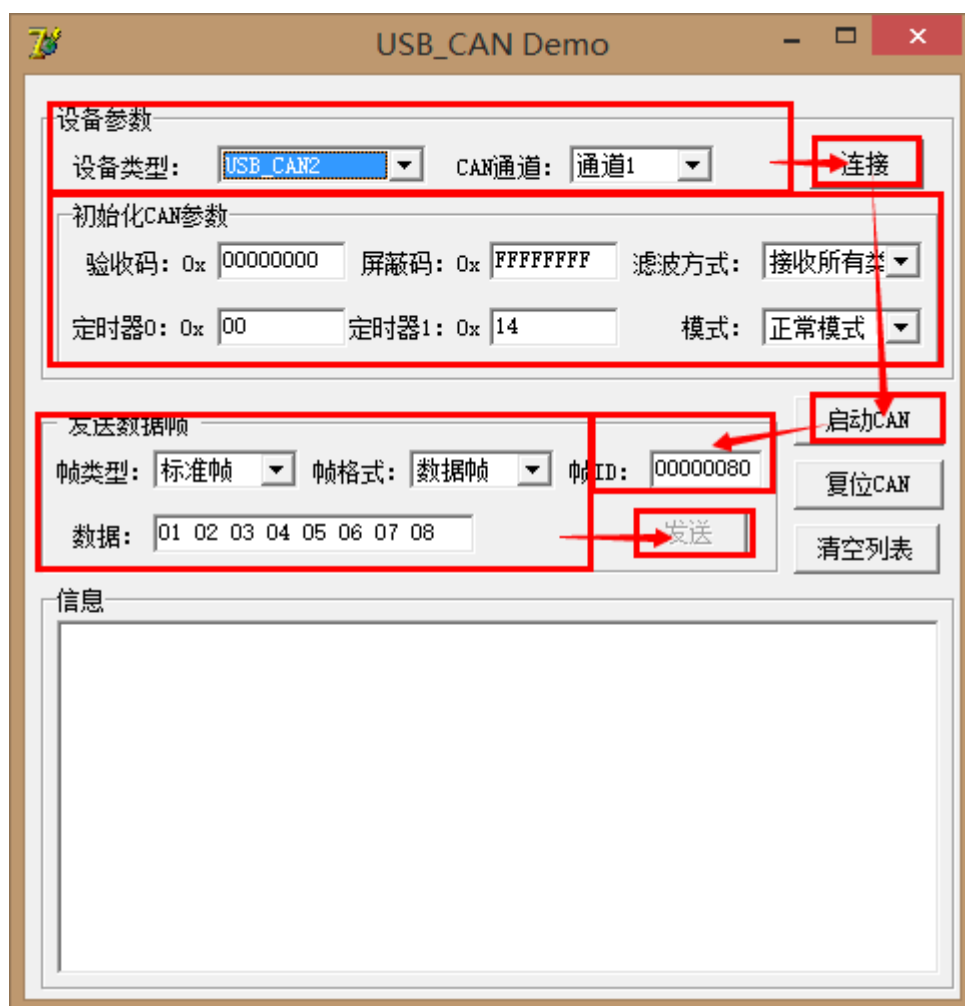 USB_CAN Demo
设备参数
设备类型: USB_CAN2 CAN通道: 通道1 连接
初始化CAN参数
验收码: 0x 00000000 屏蔽码: 0x FFFFFFFF 滤波方式: 接收所有类
定时器0: 0x 00 定时器1: 0x 14 模式: 正常模式
发送数据帧 启动CAN
帧类型: 标准帧 帧格式: 数据帧 帧ID: 00000080
复位CAN
数据: 01 02 03 04 05 06 07 08 发送
清空列表
信息